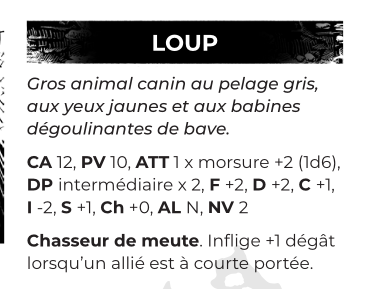 LOUP
Gros animal canin au pelage gris,
aux yeux jaunes et aux babines
dégoulinantes de bave.
CA 12, PV 10, ATT 1 x morsure +2 (1d6),
DP intermédiaire x 2, F +2, D +2, C +1,
I -2, S +1, Ch +0, AL N, NV 2
Chasseur de meute. Inflige +1 dégât
lorsqu'un allié est à courte portée.